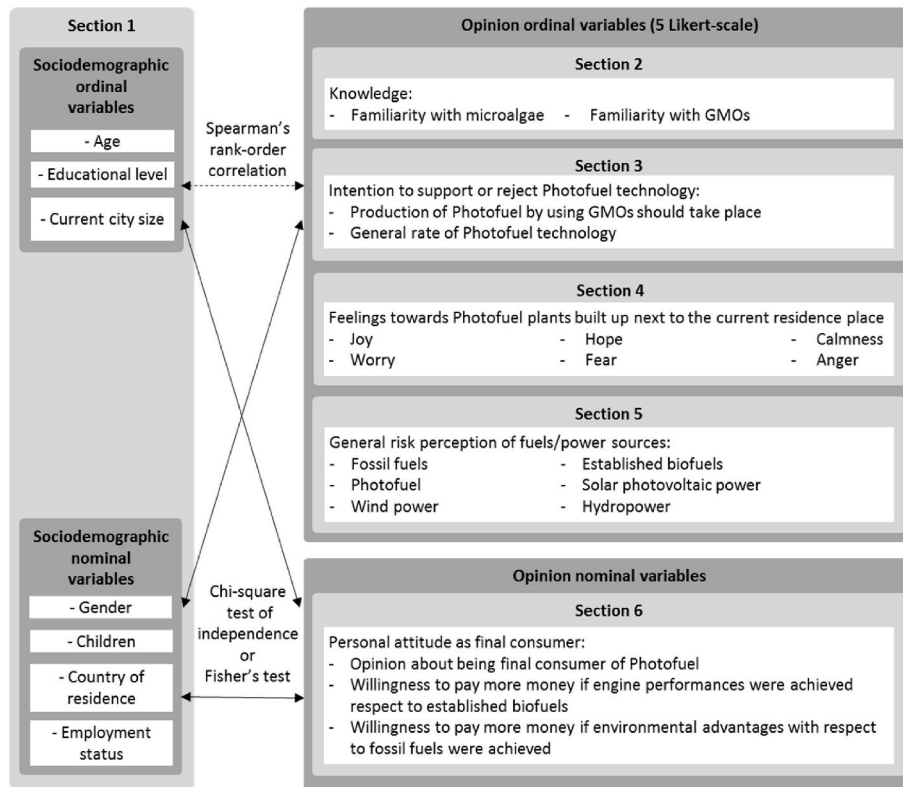 Section 1
Sociodemographic
ordinal
variables
- Age
- Educational level
- Current city size
Sociodemographic
nominal
variables
- Gender
- Children
- Country of
residence
- Employment
status
Spearman's
rank-order
correlation
Chi-square
test of
independence
or
Fisher's test
Opinion ordinal variables (5 Likert-scale)
Section 2
Knowledge:
- Familiarity with microalgae - Familiarity with GMOs
Section 3
Intention to support or reject Photofuel technology:
- Production of Photofuel by using GMOs should take place
- General rate of Photofuel technology
Section 4
Feelings towards Photofuel plants built up next to the current residence place
- Joy - Hope - Calmness
- Worry - Fear - Anger
Section 5
General risk perception of fuels/power sources:
- Fossil fuels - Established biofuels
- Photofuel - Solar photovoltaic power
- Wind power - Hydropower
Opinion nominal variables
Section 6
Personal attitude as final consumer:
- Opinion about being final consumer of Photofuel
- Willingness to pay more money if engine performances were achieved
respect to established biofuels
- Willingness to pay more money if environmental advantages with respect
to fossil fuels were achieved